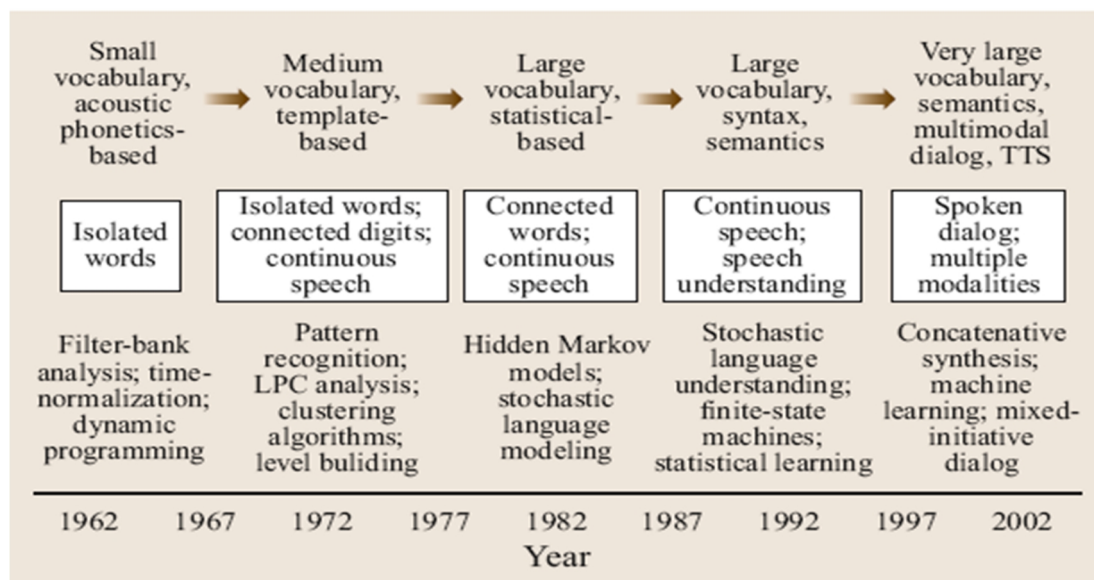 Small
vocabulary,
acoustic
phonetics-
based
Medium
vocabulary,
template-
based
Large
vocabulary,
statistical-
based
Large
vocabulary,
syntax,
semantics
Very large
vocabulary,
semantics,
multimodal
dialog, TTS
Isolated
words
Isolated words;
connected digits;
continuous
speech
Connected
words;
continuous
speech
Continuous
speech;
speech
understanding
Spoken
dialog;
multiple
modalities
Filter-bank
analysis; time-
normalization;
dynamic
programming
Pattern
recognition;
LPC analysis;
clustering
algorithms;
level buliding
Hidden Markov
models;
stochastic
language
modeling
Stochastic
language
understanding;
finite-state
machines;
statistical learning
Concatenative
synthesis;
machine
learning; mixed-
initiative
dialog
1962 1967 1972 1977 1982 1987 1992 1997 2002
Year